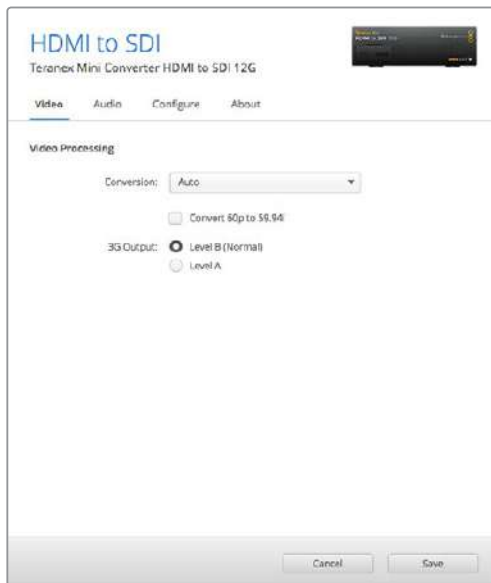 HDMI to SDI
Teranex Mini Converter HDMI to SDI 12G
Video Audio Configure About
Video Processing
Conversion: Auto
Convert 60p to 59.94i
3G Output: Level B (Normal)
Level A
Cancel Save